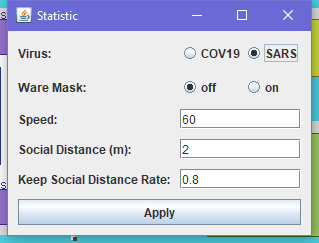 Statistic
Virus: COV19 SARS
Ware Mask: off on
Speed: 60
Social Distance (m): 2
Keep Social Distance Rate: 0.8
Apply